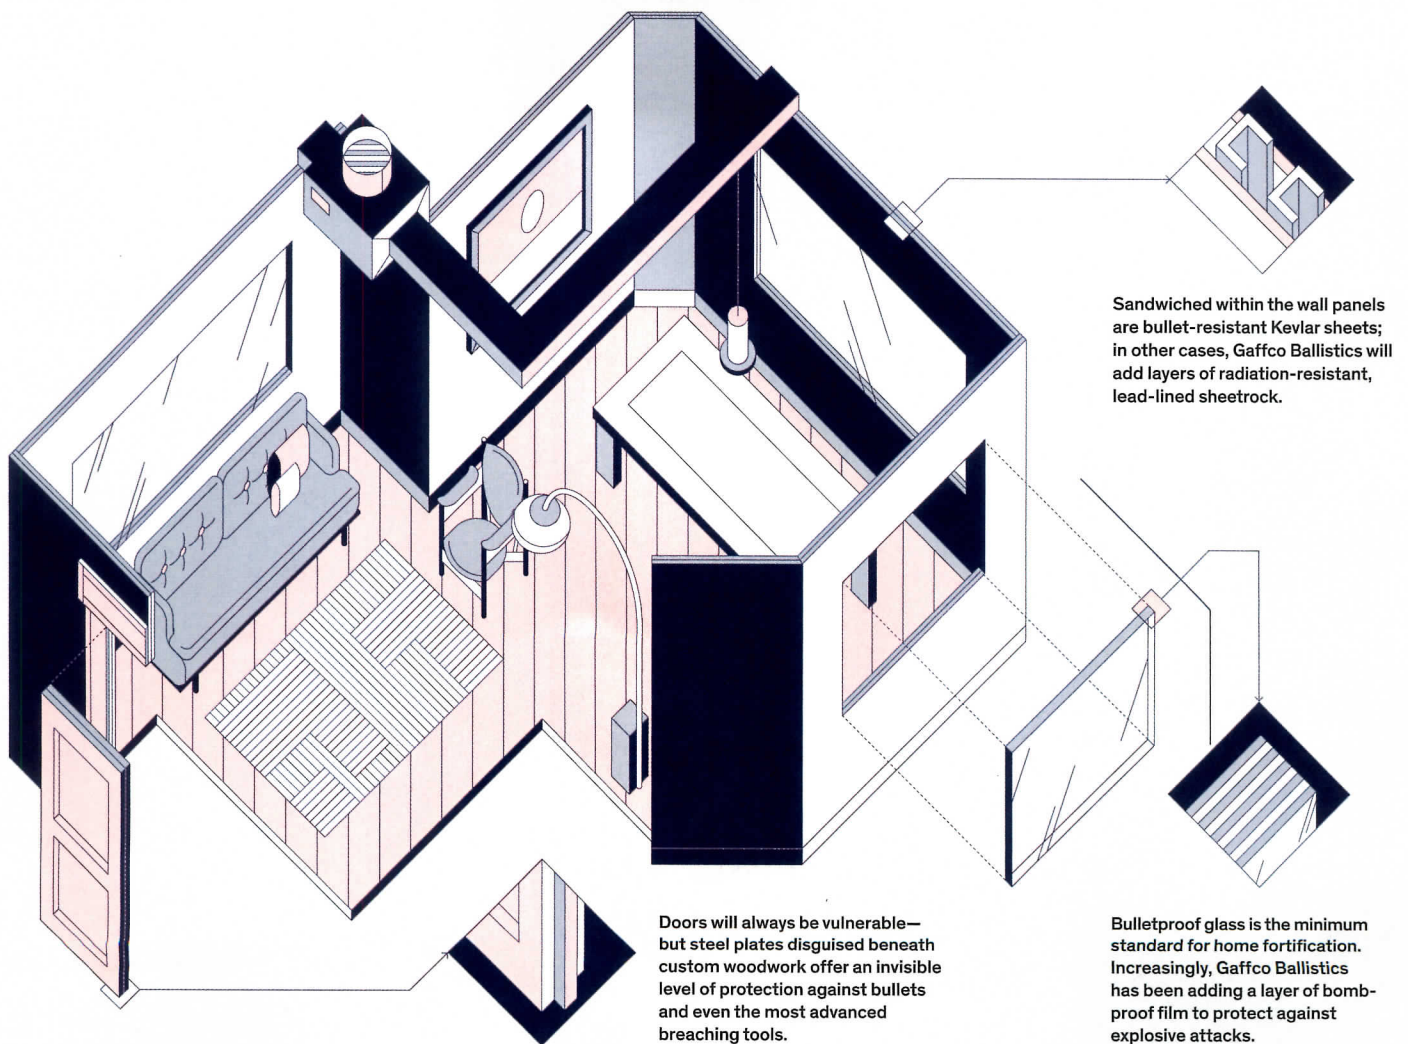 Sandwiched within the wall panels
are bullet-resistant Kevlar sheets;
in other cases, Gaffco Ballistics will
add layers of radiation-resistant,
lead-lined sheetrock.
Doors will always be vulnerable—
but steel plates disguised beneath
custom woodwork offer an invisible
level of protection against bullets
and even the most advanced
breaching tools.
Bulletproof glass is the minimum
standard for home fortification.
Increasingly, Gaffco Ballistics
has been adding a layer of bomb-
proof film to protect against
explosive attacks.